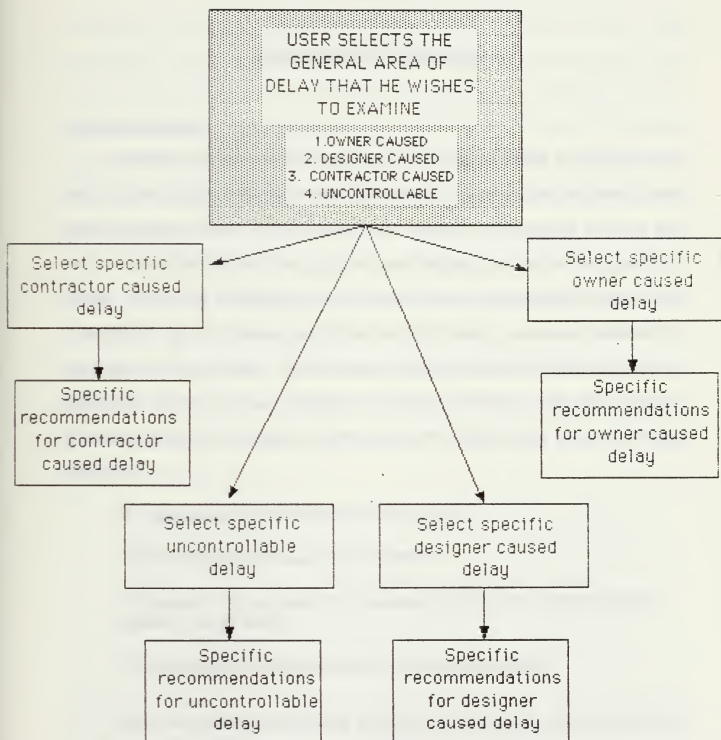 USER SELECTS THE
GENERAL AREA OF
DELAY THAT HE WISHES
TO EXAMINE
1.OWNER CAUSED
2. DESIGNER CAUSED
3. CONTRACTOR CAUSED
4. UNCONTROLLABLE
Select specific
contractor caused
delay
Select specific
owner caused
delay
Specific
recommendations
for contractor
caused delay
Specific
recommendations
for owner caused
delay
Select specific
uncontrollable
delay
Select specific
designer caused
delay
Specific
recommendations
for uncontrollable
delay
Specific
recommendations
for designer
caused delay